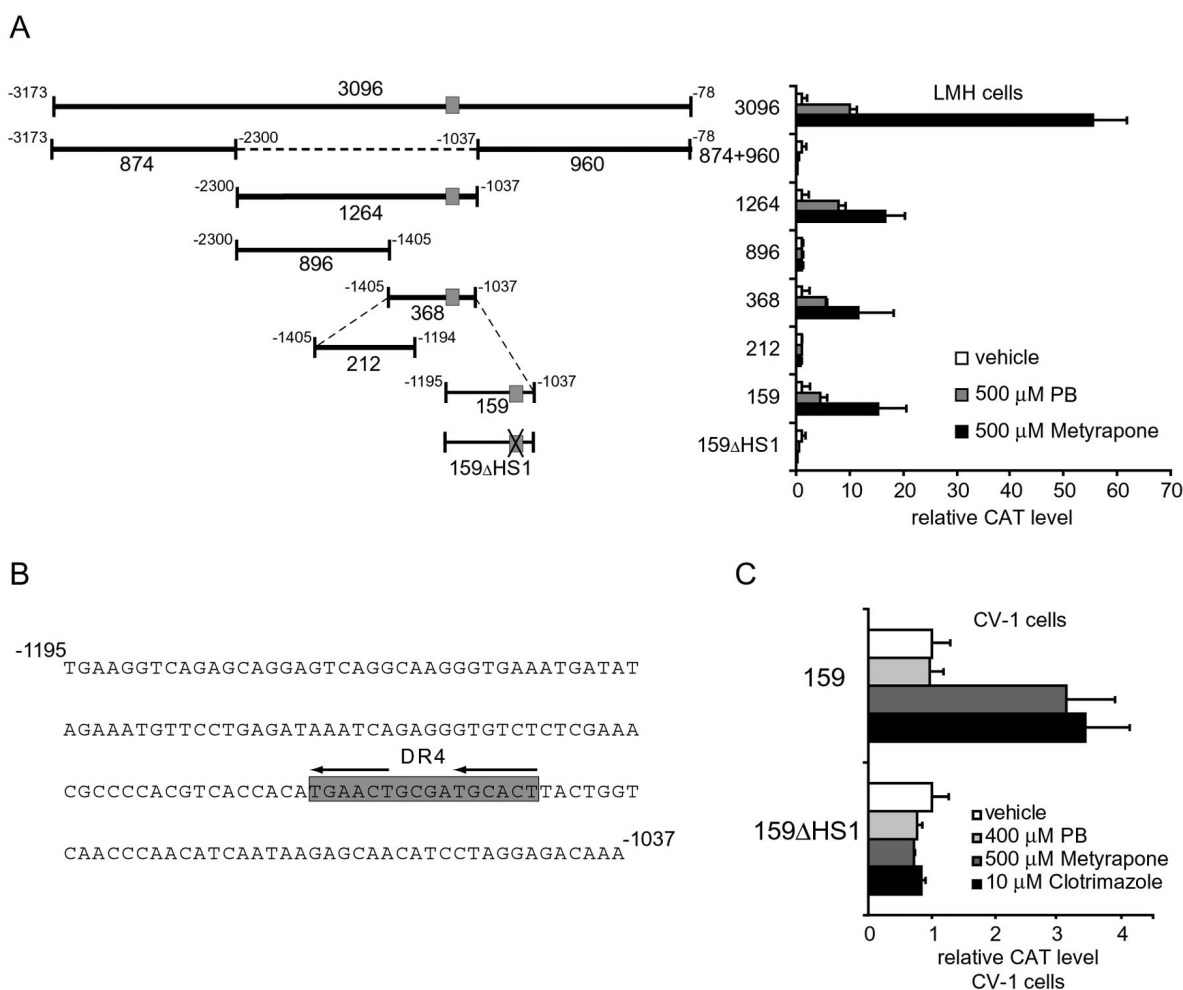 A
-3173 3096 -78
-3173 -2300 -1037 -78
874 960
-2300 -1037
1264
-2300 -1405
896
-1405 -1037
368
-1405 -1194
212
-1195 -1037
159
159ΔHS1
LMH cells
3096
874+960
1264
896
368
212
159
159ΔHS1
vehicle
500 μM PB
500 μM Metyrapone
0 10 20 30 40 50 60 70
relative CAT level
B
-1195
TGAAGGTCAGAGCAGGAGTCAGGCAAGGGTGAAATGATAT
AGAAATGTTCCTGAGATAAATCAGAGGGTGTCTCTCGAAA
DR4
CGCCCCACGTCACCACATGAACTGCGATGCACTTACTGGT
CAACCCAACATCAATAAGAGCAACATCCTAGGAGACAAA
-1037
C
CV-1 cells
159
159ΔHS1
vehicle
400 μM PB
500 μM Metyrapone
10 μM Clotrimazole
0 1 2 3 4
relative CAT level
CV-1 cells